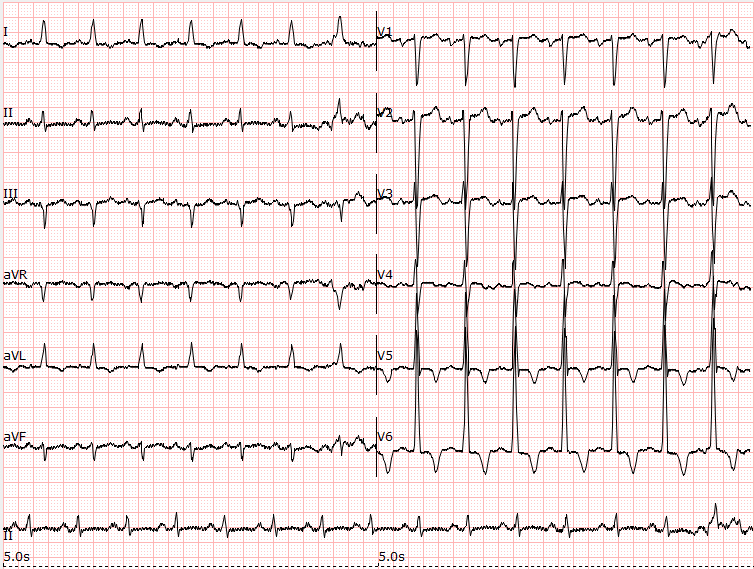 I V1
II V2
III V3
aVR V4
aVL V5
aVF V6
II
5.0s 5.0s